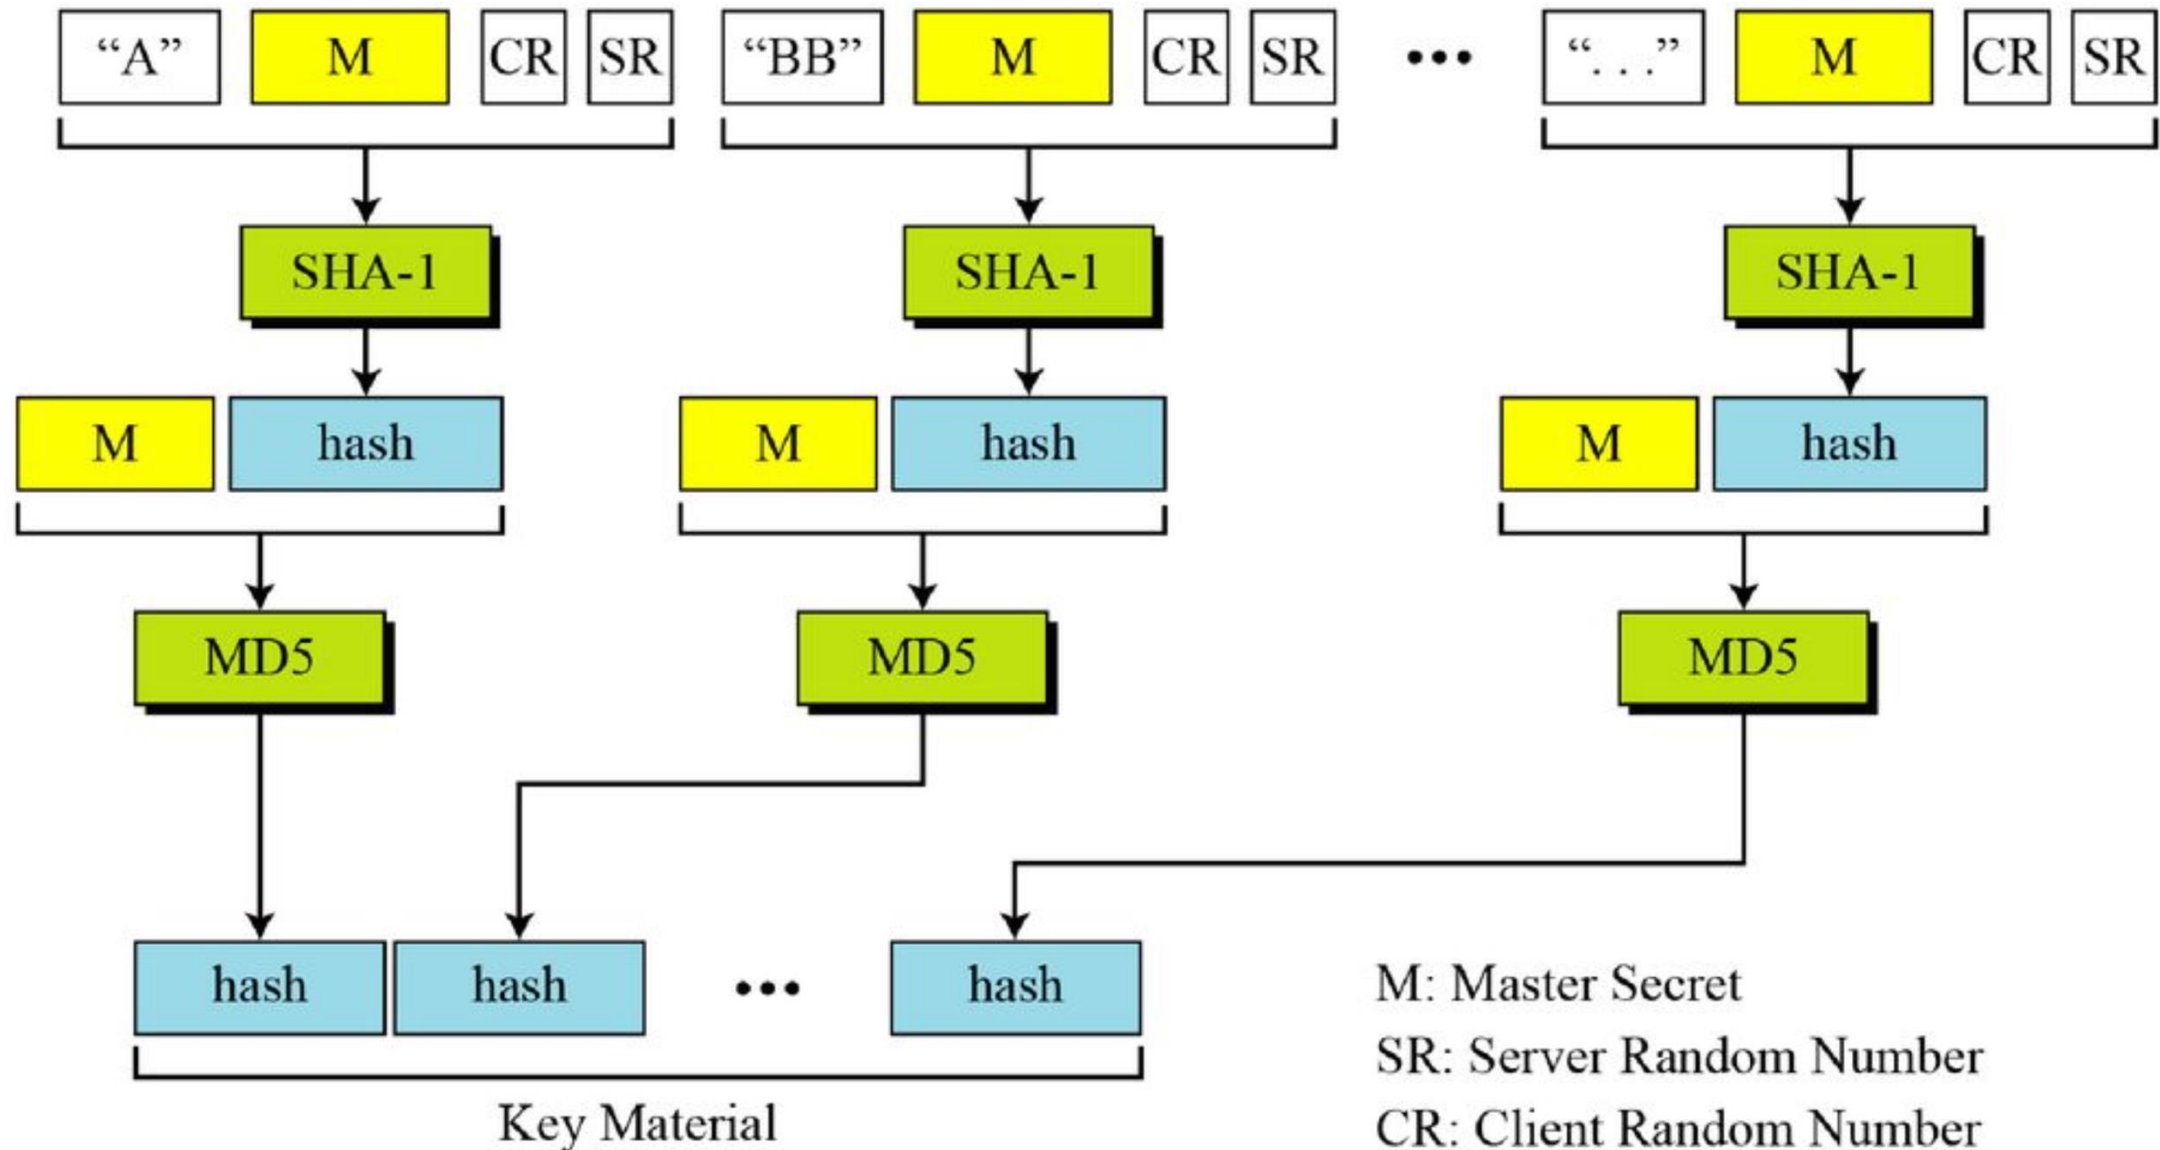 “A” M CR SR “BB” M CR SR ••• “. . .” M CR SR
SHA-1 SHA-1 SHA-1
M hash M hash M hash
MD5 MD5 MD5
hash hash ••• hash
Key Material
M: Master Secret
SR: Server Random Number
CR: Client Random Number